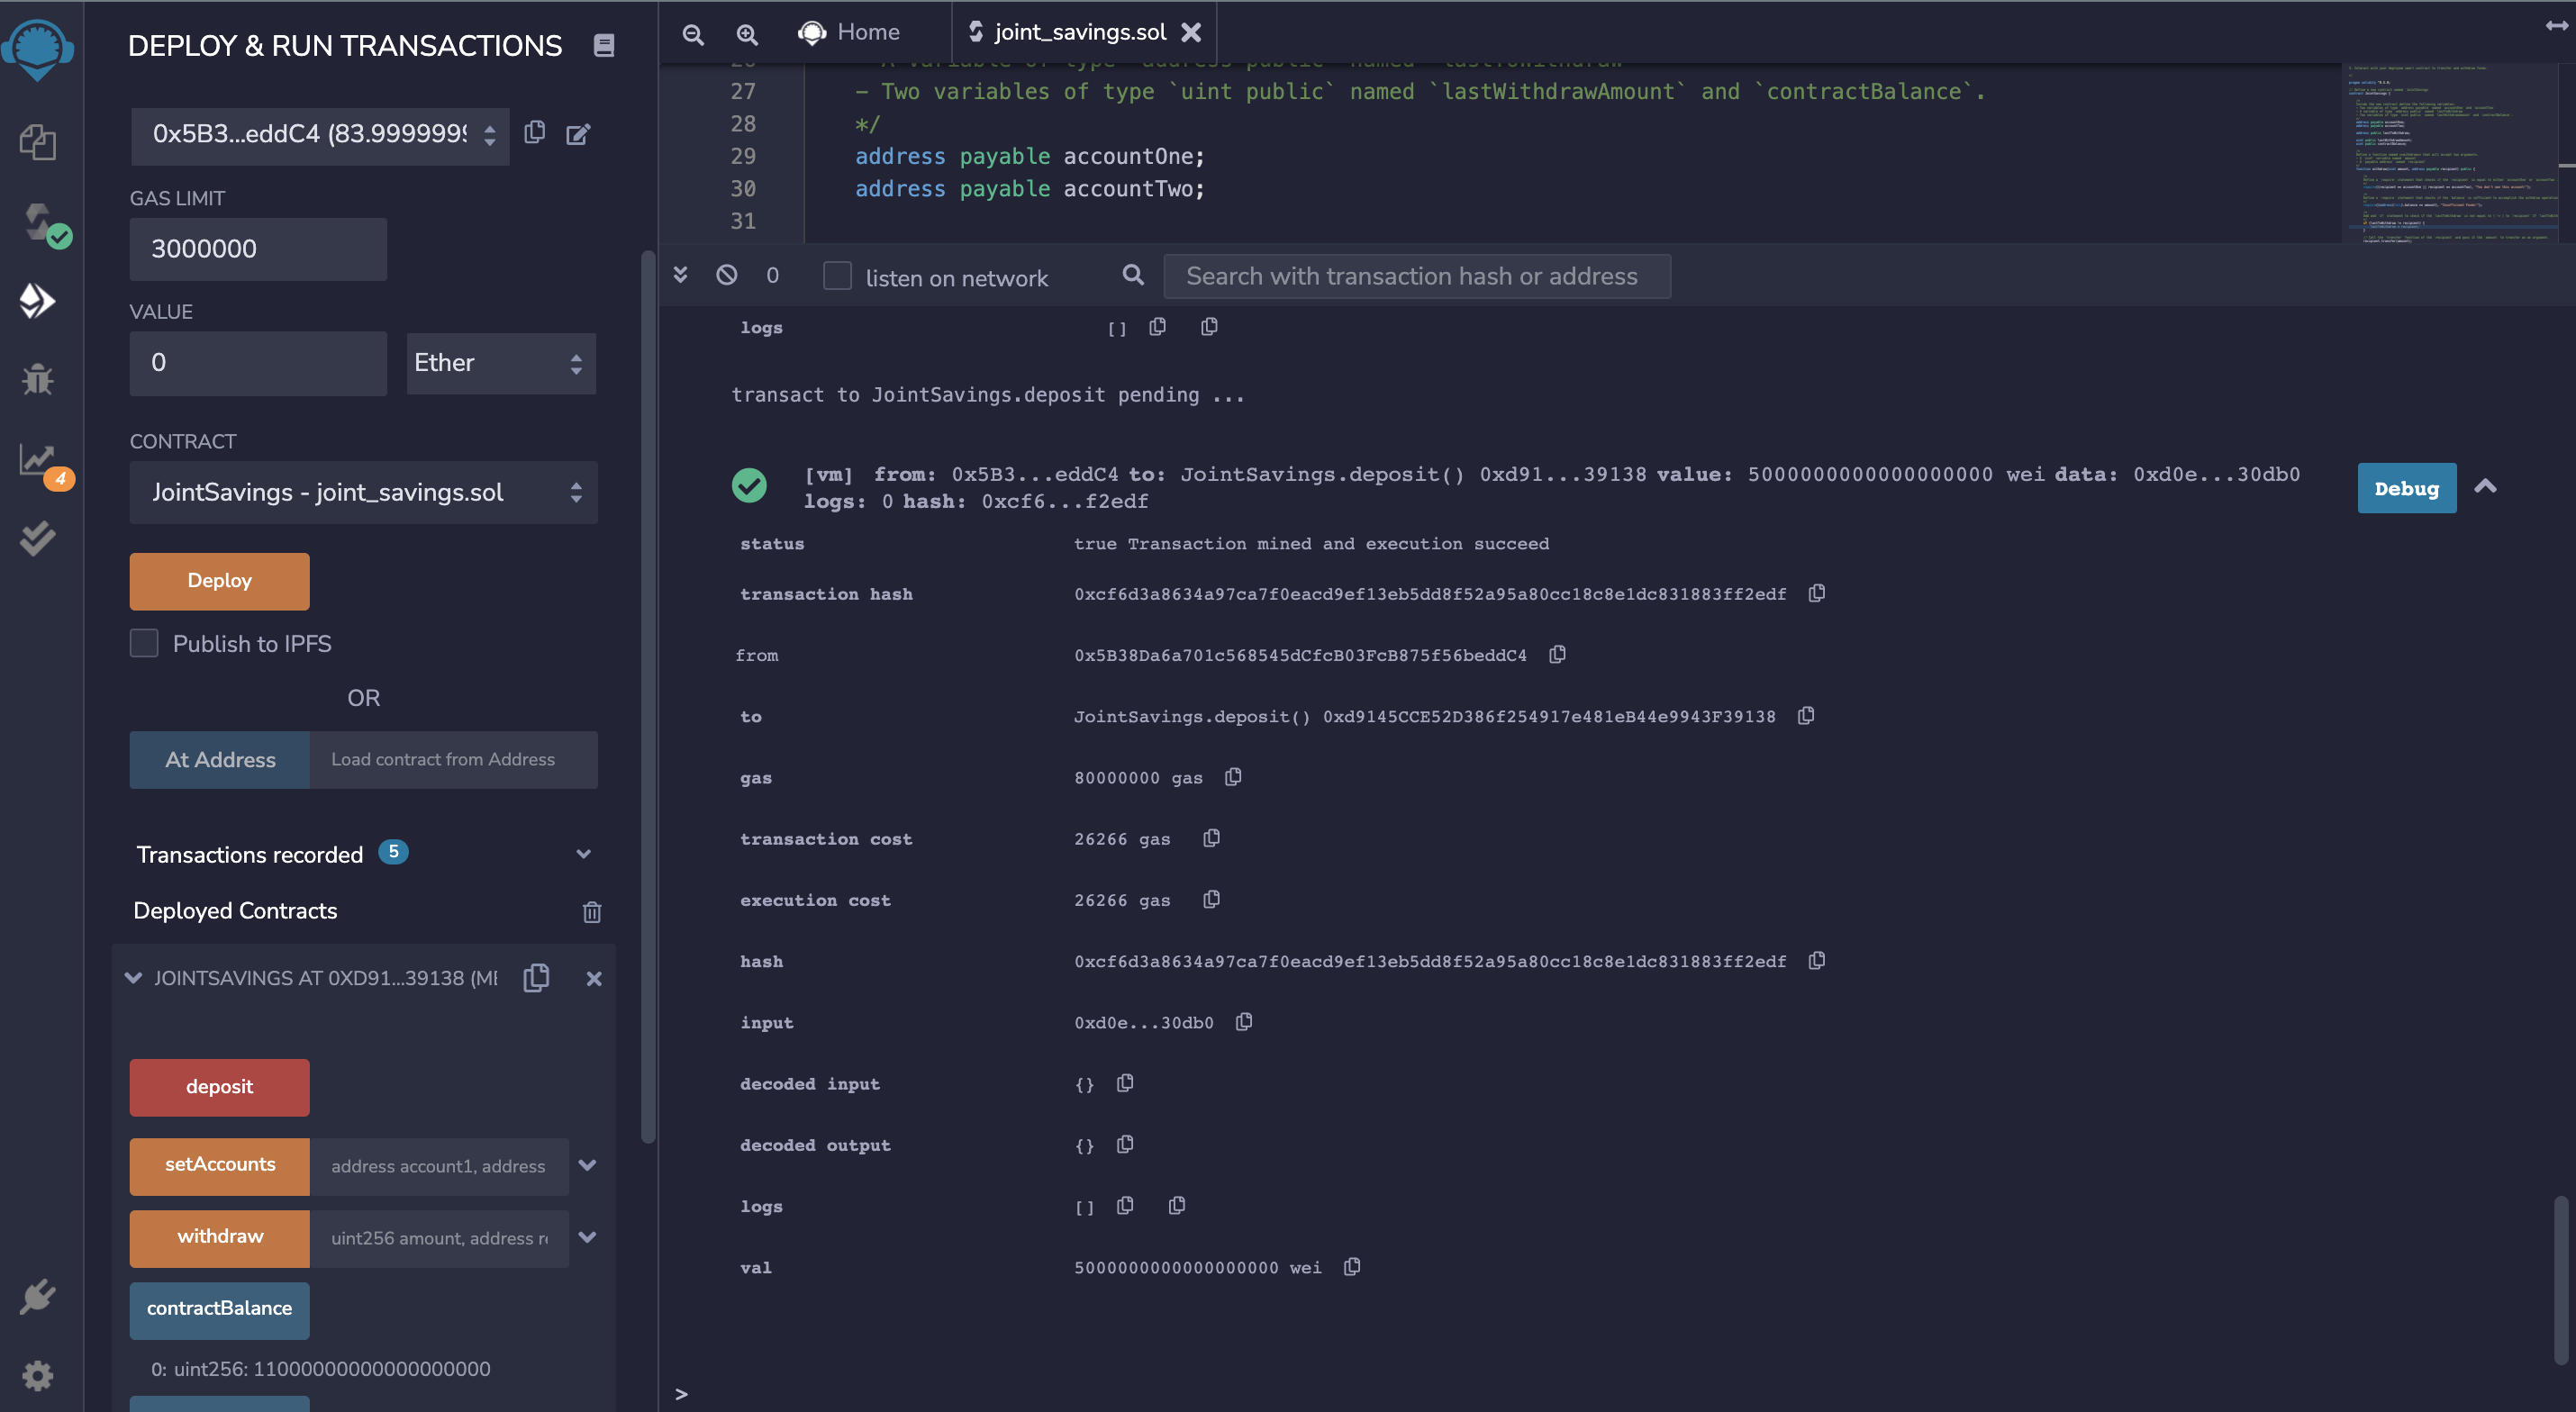 DEPLOY & RUN TRANSACTIONS
0x5B3...eddC4 (83.9999999
GAS LIMIT
3000000
VALUE
0
Ether
CONTRACT
JointSavings - joint_savings.sol
Deploy
Publish to IPFS
OR
At Address
Load contract from Address
Transactions recorded 5
Deployed Contracts
JOINTSAVINGS AT 0XD91...39138 (ME
deposit
setAccounts
address account1, address
withdraw
uint256 amount, address re
contractBalance
0: uint256: 11000000000000000000
4
Home
joint_savings.sol
27 - Two variables of type `uint public` named `lastWithdrawAmount` and `contractBalance`.
28 */
29 address payable accountOne;
30 address payable accountTwo;
31
0
listen on network
Search with transaction hash or address
logs []
transact to JointSavings.deposit pending ...
[vm] from: 0x5B3...eddC4 to: JointSavings.deposit() 0xd91...39138 value: 5000000000000000000 wei data: 0xd0e...30db0
logs: 0 hash: 0xcf6...f2edf
Debug
status true Transaction mined and execution succeed
transaction hash 0xcf6d3a8634a97ca7f0eacd9ef13eb5dd8f52a95a80cc18c8e1dc831883ff2edf
from 0x5B38Da6a701c568545dCfcB03FcB875f56beddC4
to JointSavings.deposit() 0xd9145CCE52D386f254917e481eB44e9943F39138
gas 80000000 gas
transaction cost 26266 gas
execution cost 26266 gas
hash 0xcf6d3a8634a97ca7f0eacd9ef13eb5dd8f52a95a80cc18c8e1dc831883ff2edf
input 0xd0e...30db0
decoded input {}
decoded output {}
logs []
val 5000000000000000000 wei
>